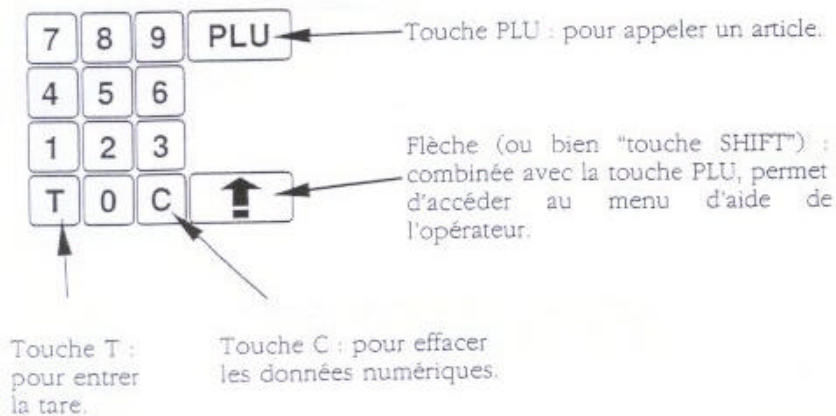 7 8 9 PLU
Touche PLU : pour appeler un article.
4 5 6
1 2 3
Flèche (ou bien "touche SHIFT") :
combinée avec la touche PLU, permet
d'accéder au menu d'aide de
l'opérateur.
T 0 C
Touche T :
pour entrer
la tare.
Touche C : pour effacer
les données numériques.